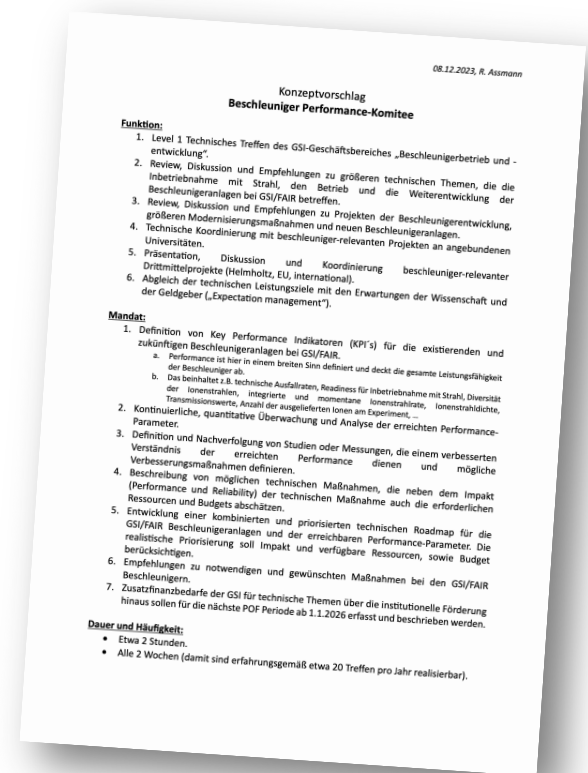 08.12.2023, R. Assmann
Konzeptvorschlag
Beschleuniger Performance-Komitee
Funktion:
1. Level 1 Technisches Treffen des GSI-Geschäftsbereiches „Beschleunigerbetrieb und -
entwicklung“.
2. Review, Diskussion und Empfehlungen zu größeren technischen Themen, die die
Inbetriebnahme mit Strahl, den Betrieb und die Weiterentwicklung der
Beschleunigeranlagen bei GSI/FAIR betreffen.
3. Review, Diskussion und Empfehlungen zu Projekten der Beschleunigerentwicklung,
größeren Modernisierungsmaßnahmen und neuen Beschleunigeranlagen.
4. Technische Koordinierung mit beschleuniger-relevanten Projekten an angebundenen
Universitäten.
5. Präsentation, Diskussion und Koordinierung beschleuniger-relevanter
Drittmittelprojekte (Helmholtz, EU, international).
6. Abgleich der technischen Leistungsziele mit den Erwartungen der Wissenschaft und
der Geldgeber („Expectation management“).
Mandat:
1. Definition von Key Performance Indikatoren (KPI´s) für die existierenden und
zukünftigen Beschleunigeranlagen bei GSI/FAIR.
a. Performance ist hier in einem breiten Sinn definiert und deckt die gesamte Leistungsfähigkeit
der Beschleuniger ab.
b. Das beinhaltet z.B. technische Ausfallraten, Readiness für Inbetriebnahme mit Strahl, Diversität
der Ionenstrahlen, integrierte und momentane Ionenstrahlrate, Ionenstrahldichte,
Transmissionswerte, Anzahl der ausgelieferten Ionen am Experiment, …
2. Kontinuierliche, quantitative Überwachung und Analyse der erreichten Performance-
Parameter.
3. Definition und Nachverfolgung von Studien oder Messungen, die einem verbesserten
Verständnis der erreichten Performance dienen und mögliche
Verbesserungsmaßnahmen definieren.
4. Beschreibung von möglichen technischen Maßnahmen, die neben dem Impakt
(Performance und Reliability) der technischen Maßnahme auch die erforderlichen
Ressourcen und Budgets abschätzen.
5. Entwicklung einer kombinierten und priorisierten technischen Roadmap für die
GSI/FAIR Beschleunigeranlagen und der erreichbaren Performance-Parameter. Die
realistische Priorisierung soll Impakt und verfügbare Ressourcen, sowie Budget
berücksichtigen.
6. Empfehlungen zu notwendigen und gewünschten Maßnahmen bei den GSI/FAIR
Beschleunigern.
7. Zusatzfinanzbedarfe der GSI für technische Themen über die institutionelle Förderung
hinaus sollen für die nächste POF Periode ab 1.1.2026 erfasst und beschrieben werden.
Dauer und Häufigkeit:
• Etwa 2 Stunden.
• Alle 2 Wochen (damit sind erfahrungsgemäß etwa 20 Treffen pro Jahr realisierbar).